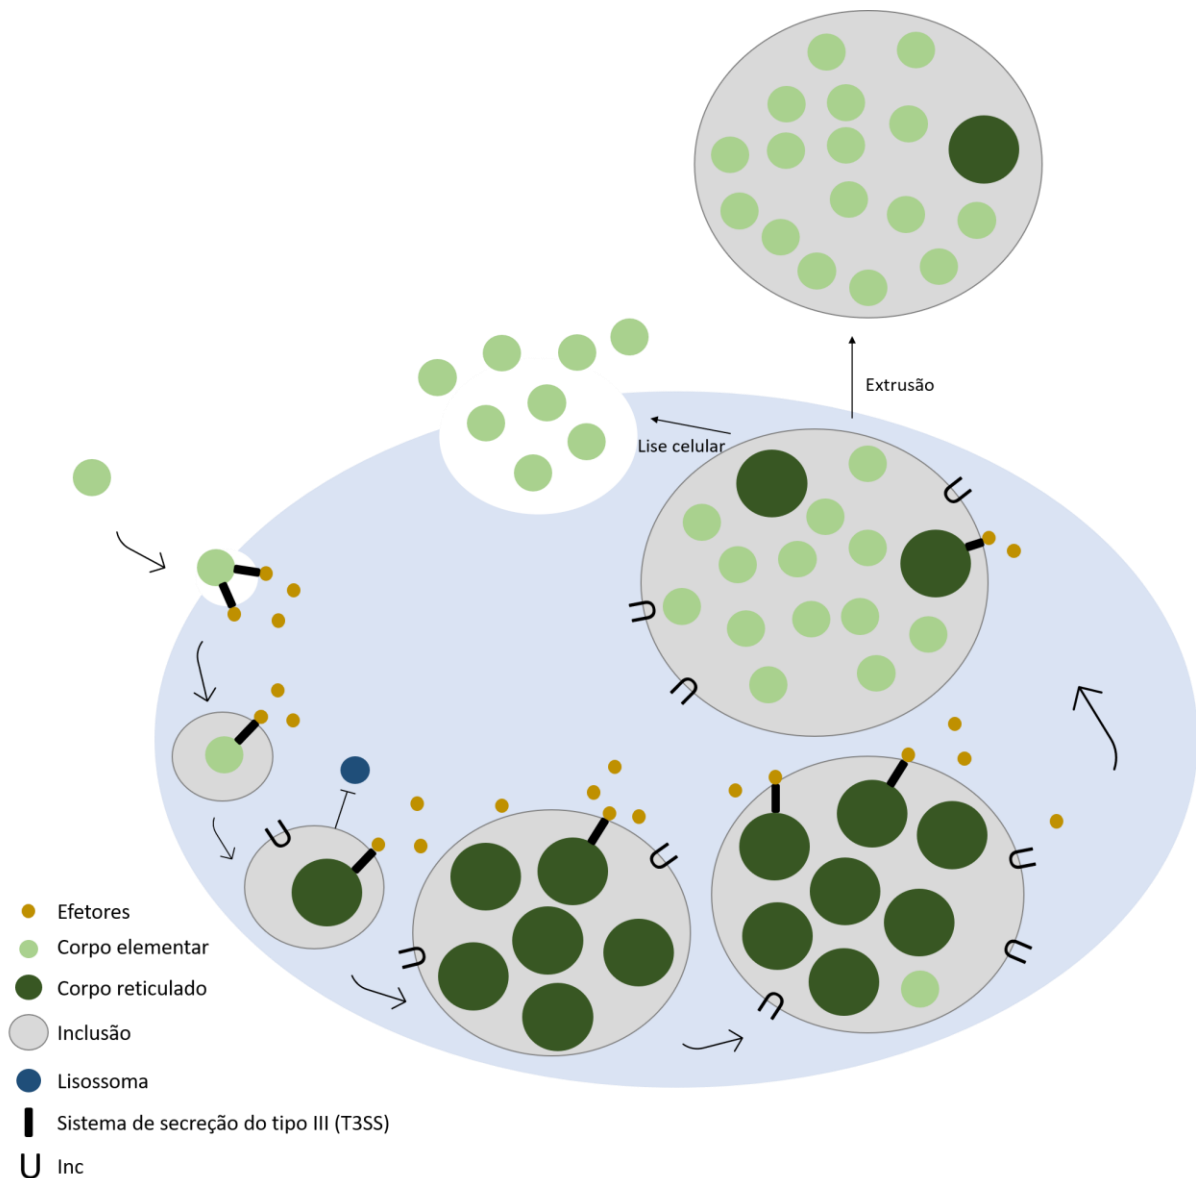 Extrusão
Lise celular
Efetores
Corpo elementar
Corpo reticulado
Inclusão
Lisossoma
Sistema de secreção do tipo III (T3SS)
Inc